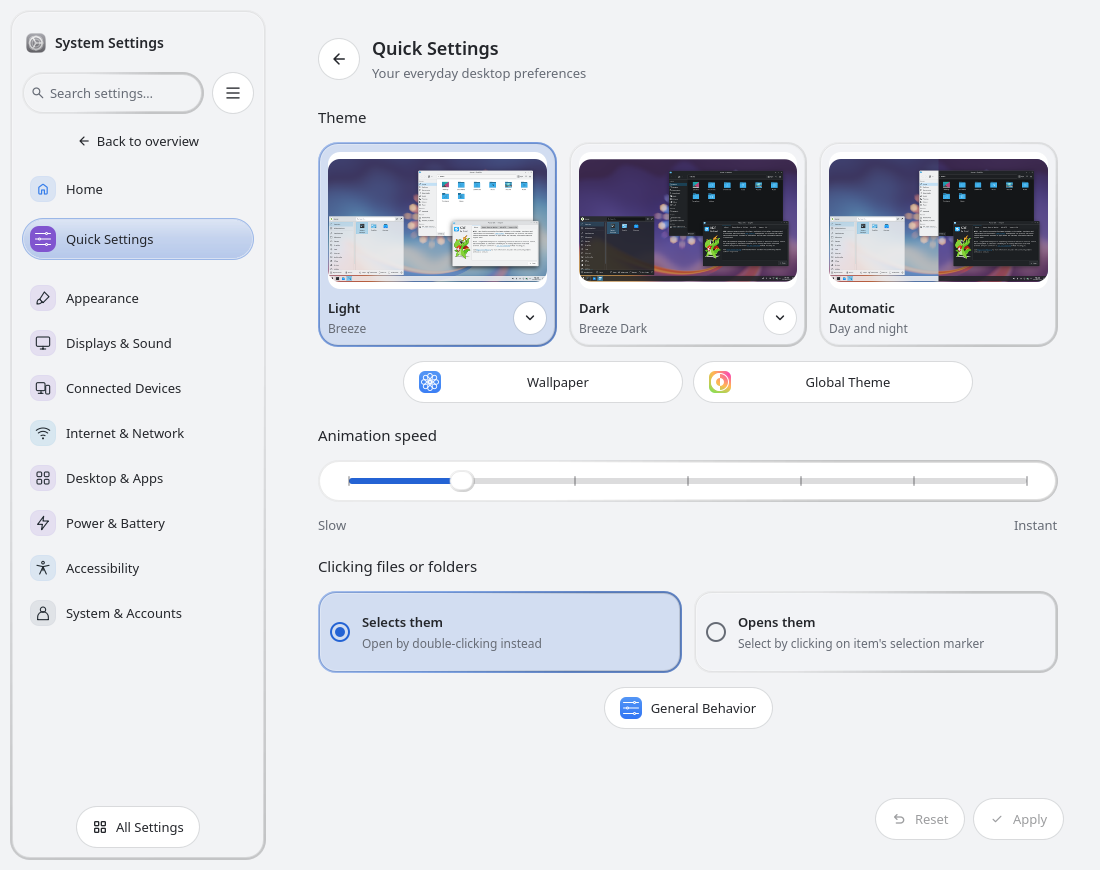 System Settings
Search settings...
Back to overview
Home
Quick Settings
Appearance
Displays & Sound
Connected Devices
Internet & Network
Desktop & Apps
Power & Battery
Accessibility
System & Accounts
All Settings
Quick Settings
Your everyday desktop preferences
Theme
Light
Breeze
Dark
Breeze Dark
Automatic
Day and night
Wallpaper
Global Theme
Animation speed
Slow
Instant
Clicking files or folders
Selects them
Open by double-clicking instead
Opens them
Select by clicking on item's selection marker
General Behavior
Reset
Apply